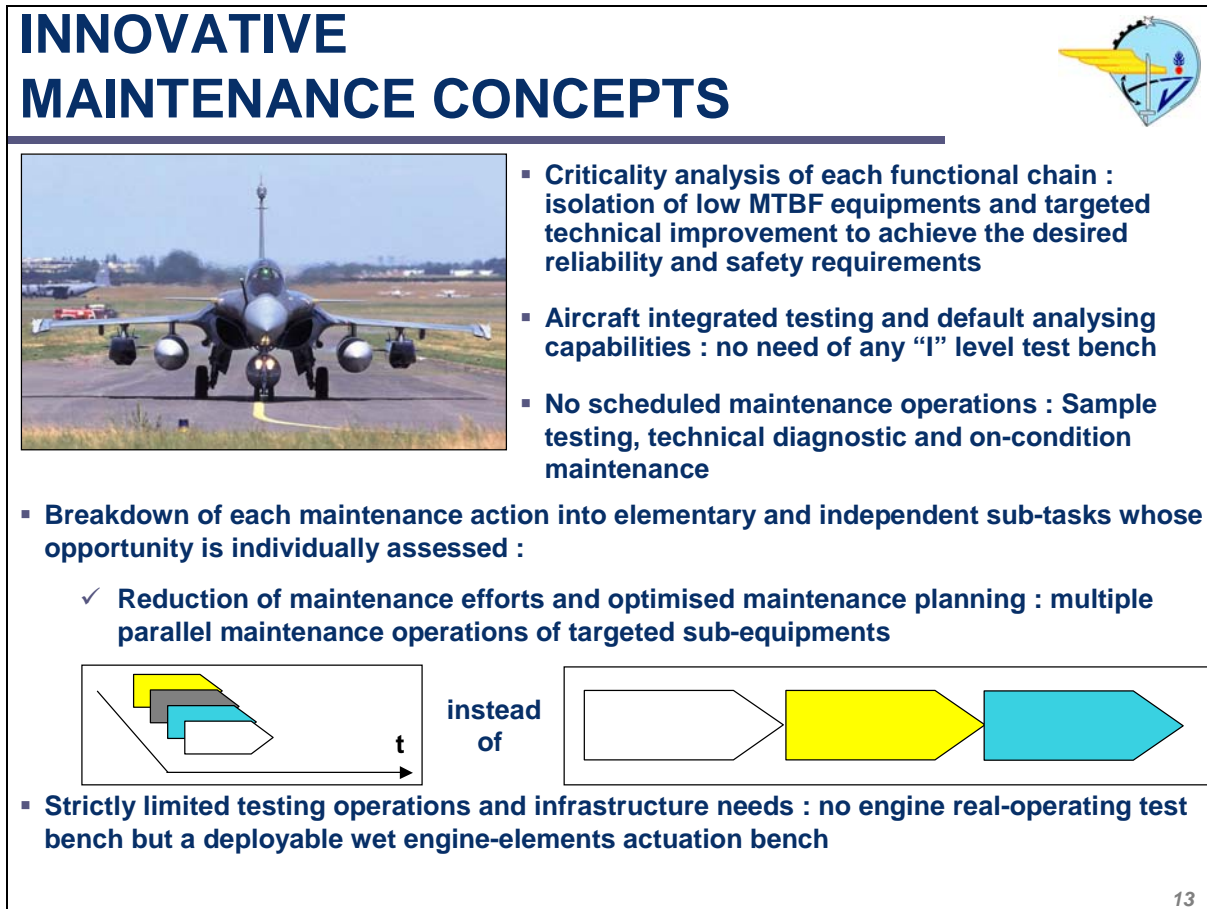 INNOVATIVE
MAINTENANCE CONCEPTS
▪ Criticality analysis of each functional chain :
isolation of low MTBF equipments and targeted
technical improvement to achieve the desired
reliability and safety requirements
▪ Aircraft integrated testing and default analysing
capabilities : no need of any “I” level test bench
▪ No scheduled maintenance operations : Sample
testing, technical diagnostic and on-condition
maintenance
▪ Breakdown of each maintenance action into elementary and independent sub-tasks whose
opportunity is individually assessed :
✓ Reduction of maintenance efforts and optimised maintenance planning : multiple
parallel maintenance operations of targeted sub-equipments
t
instead
of
▪ Strictly limited testing operations and infrastructure needs : no engine real-operating test
bench but a deployable wet engine-elements actuation bench
13